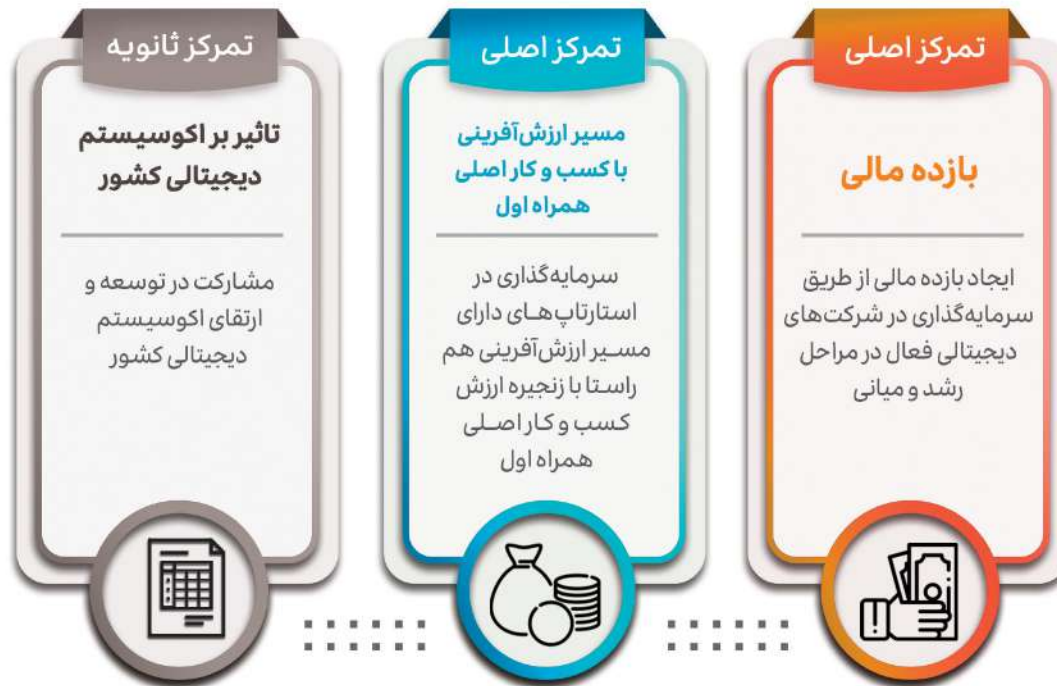 تمرکز اصلی
بازده مالی
ایجاد بازده مالی از طریق
سرمایه‌گذاری در شرکت‌های
دیجیتالی فعال در مراحل
رشد و میانی
تمرکز اصلی
مسیر ارزش‌آفرینی
با کسب و کار اصلی
همراه اول
سرمایه‌گذاری در
استارتاپ‌هـای دارای
مسـیر ارزش‌آفرینی هم
راسـتا با زنجیره ارزش
کسـب و کـار اصـلی
همراه اول
تمرکز ثانویه
تاثیر بر اکوسیستم
دیجیتالی کشور
مشارکت در توسعه و
ارتقای اکوسیستم
دیجیتالی کشور